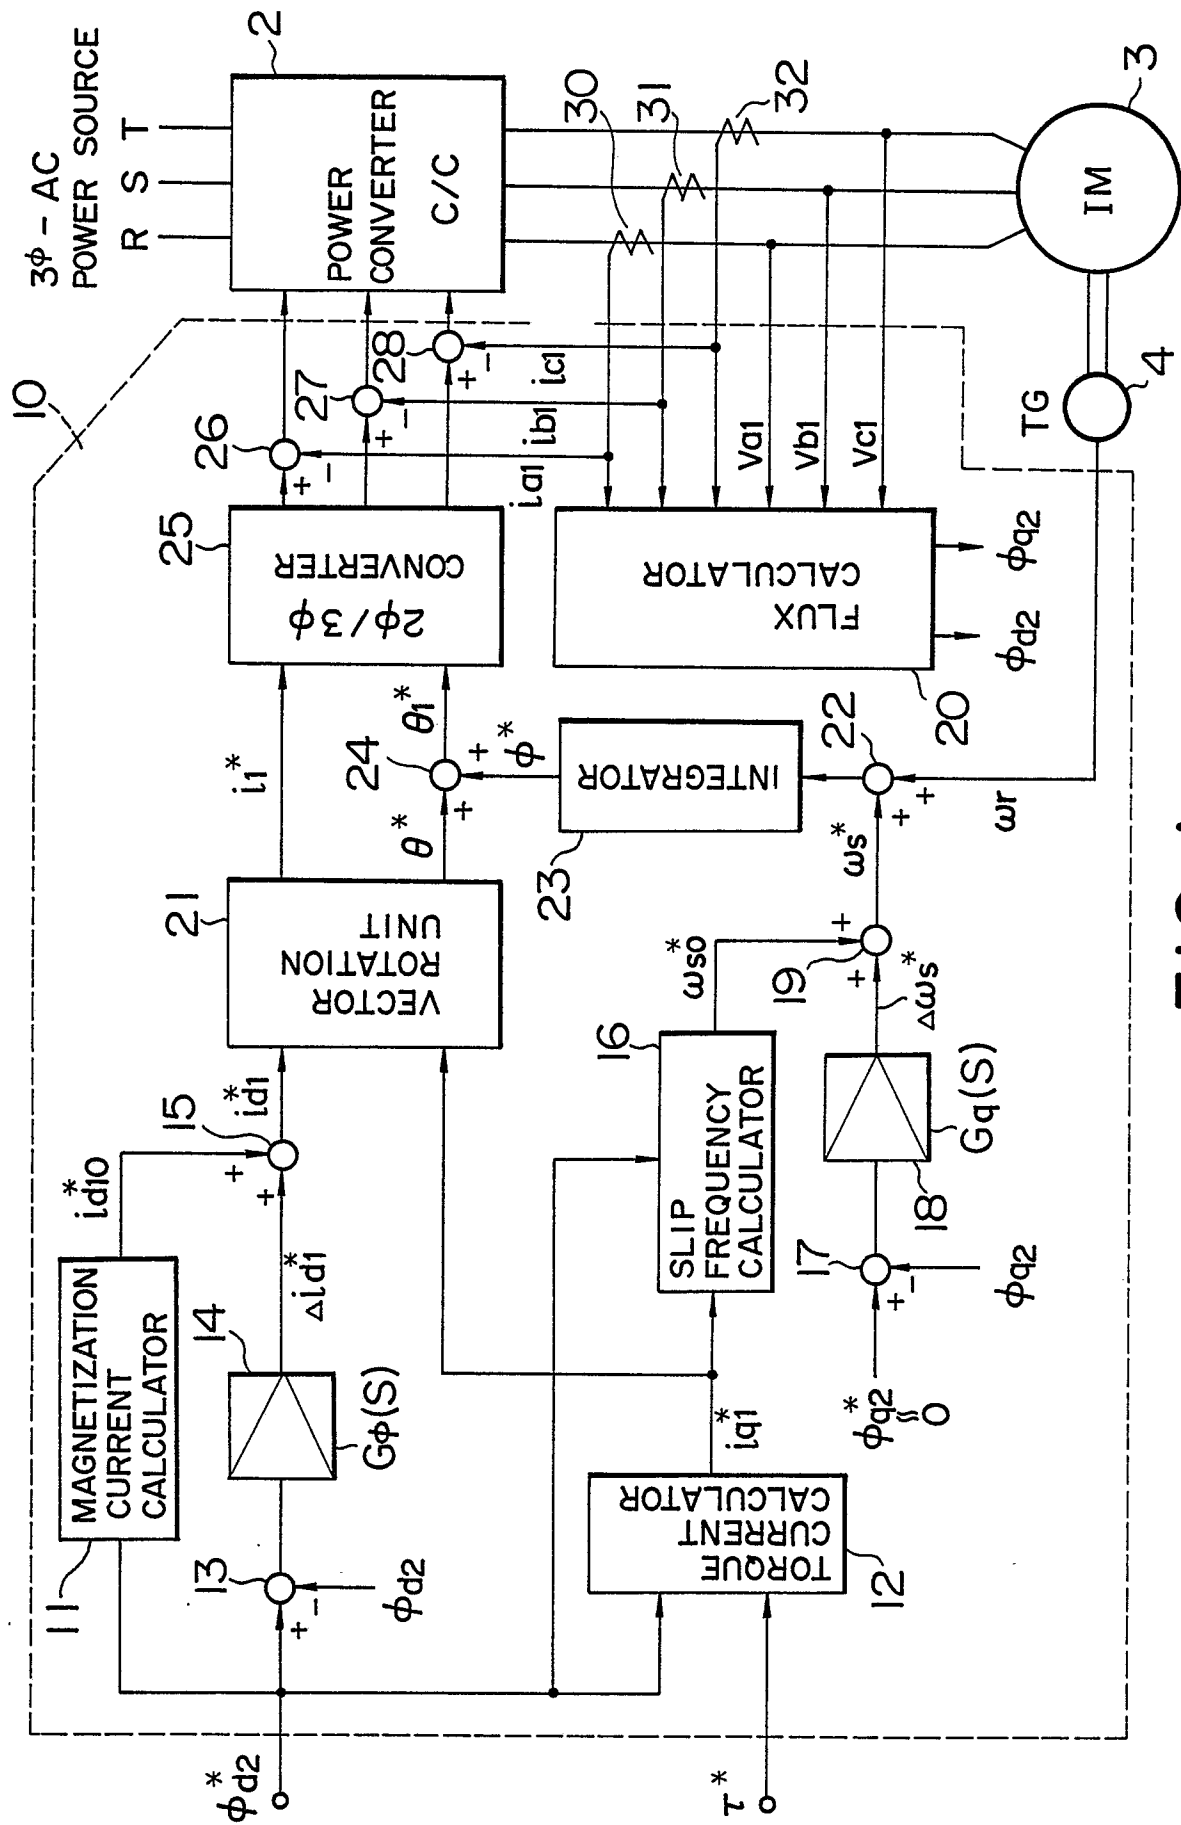 3ϕ - AC
POWER SOURCE
R S T
2
POWER
CONVERTER
C/C
10
26
27
28
+
-
+
-
+
-
ia1
ib1
ic1
30
31
32
25
2ϕ/3ϕ
CONVERTER
FLUX
CALCULATOR
20
Va1
Vb1
Vc1
ϕd2
ϕq2
IM
3
TG
4
i1*
θ1*
24
+
+
ϕ*
θ*
INTEGRATOR
23
22
+
+
ωr
ωs*
21
VECTOR
ROTATION
UNIT
id1*
15
+
+
id10*
Δid1*
11
MAGNETIZATION
CURRENT
CALCULATOR
14
Gϕ(S)
13
+
-
ϕd2
ϕd2*
16
SLIP
FREQUENCY
CALCULATOR
ωs0*
19
+
+
Δωs*
18
Gq(S)
17
+
-
ϕq2
ϕq2*
≈0
iq1*
TORQUE
CURRENT
CALCULATOR
12
τ*